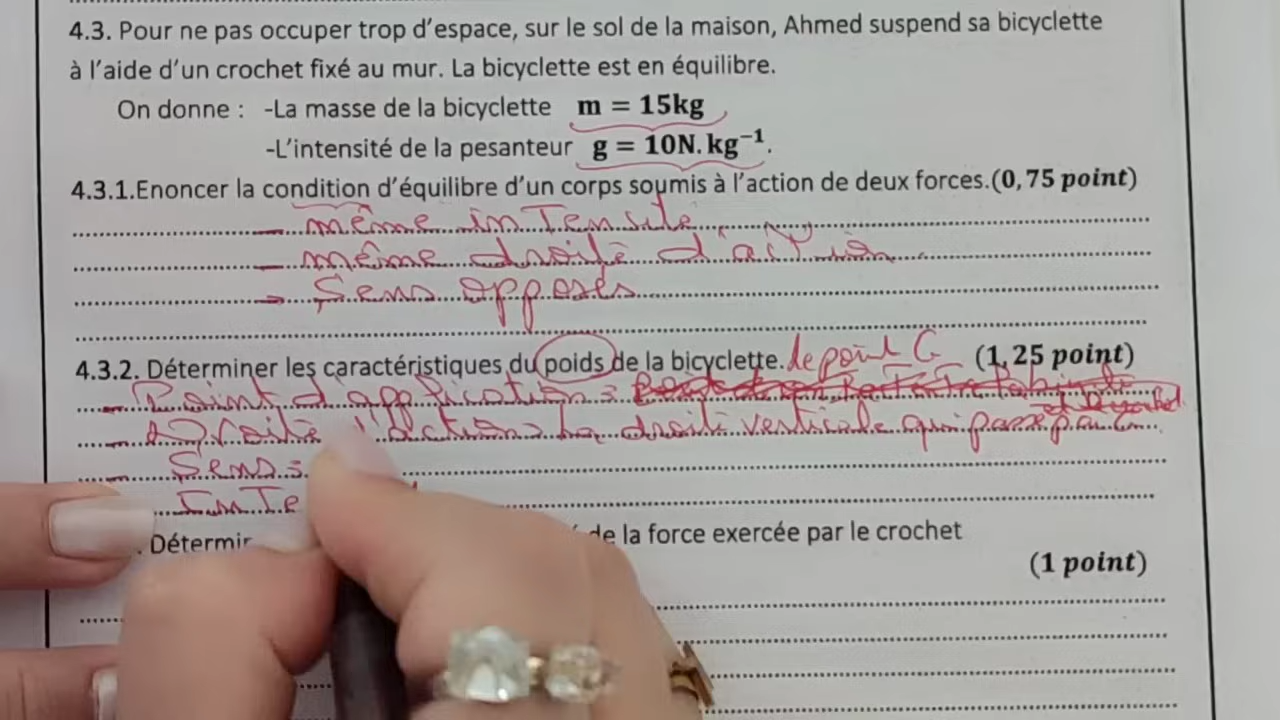 4.3. Pour ne pas occuper trop d'espace, sur le sol de la maison, Ahmed suspend sa bicyclette
à l'aide d'un crochet fixé au mur. La bicyclette est en équilibre.
On donne : -La masse de la bicyclette m = 15kg
-L'intensité de la pesanteur g = 10N.kg⁻¹.
4.3.1.Enoncer la condition d'équilibre d'un corps soumis à l'action de deux forces.(0,75 point)
- même intensité
- même droite d'action
- Sens opposés
4.3.2. Déterminer les caractéristiques du poids de la bicyclette. le point G (1,25 point)
- Point d'application :
- Droite d'action: La droite verticale qui passe par G
- Sens:
- Inte
. Détermin de la force exercée par le crochet
(1 point)